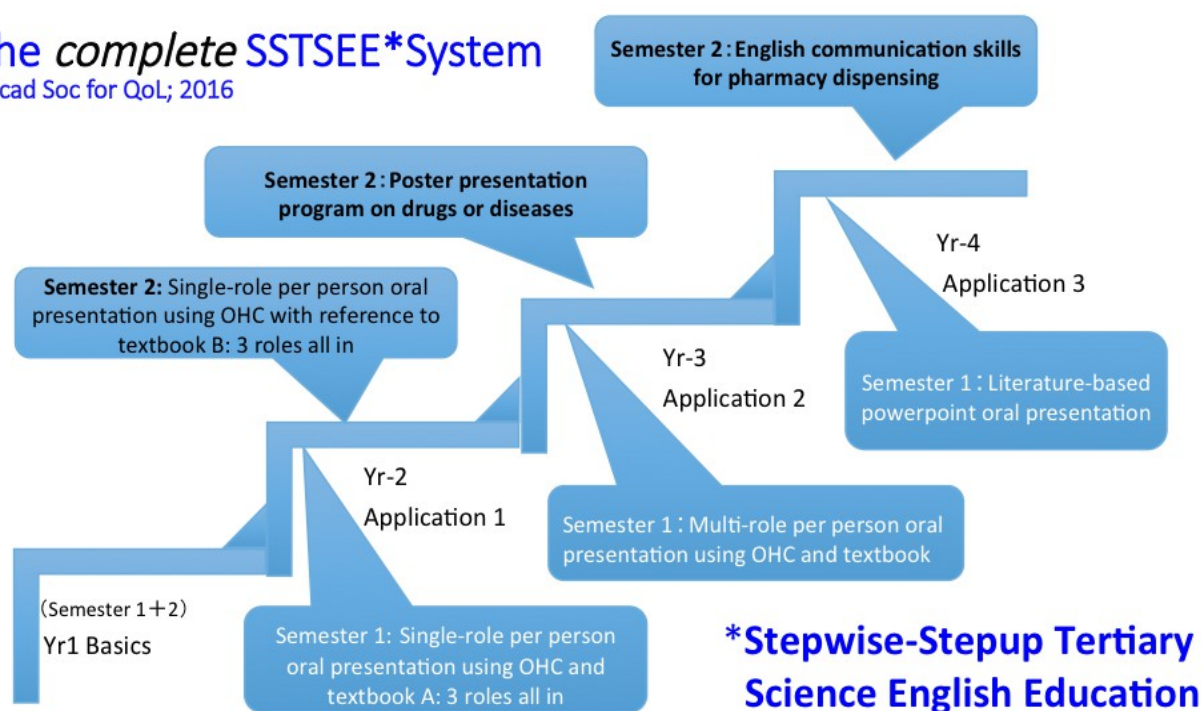 he complete SSTSEE*System
cad Soc for QoL; 2016
Semester 2:English communication skills
for pharmacy dispensing
Semester 2:Poster presentation
program on drugs or diseases
Semester 2: Single-role per person oral
presentation using OHC with reference to
textbook B: 3 roles all in
Yr-4
Application 3
Yr-3
Application 2
Semester 1:Literature-based
powerpoint oral presentation
Yr-2
Application 1
Semester 1:Multi-role per person oral
presentation using OHC and textbook
(Semester 1+2)
Yr1 Basics
Semester 1: Single-role per person
oral presentation using OHC and
textbook A: 3 roles all in
*Stepwise-Stepup Tertiary
Science English Education